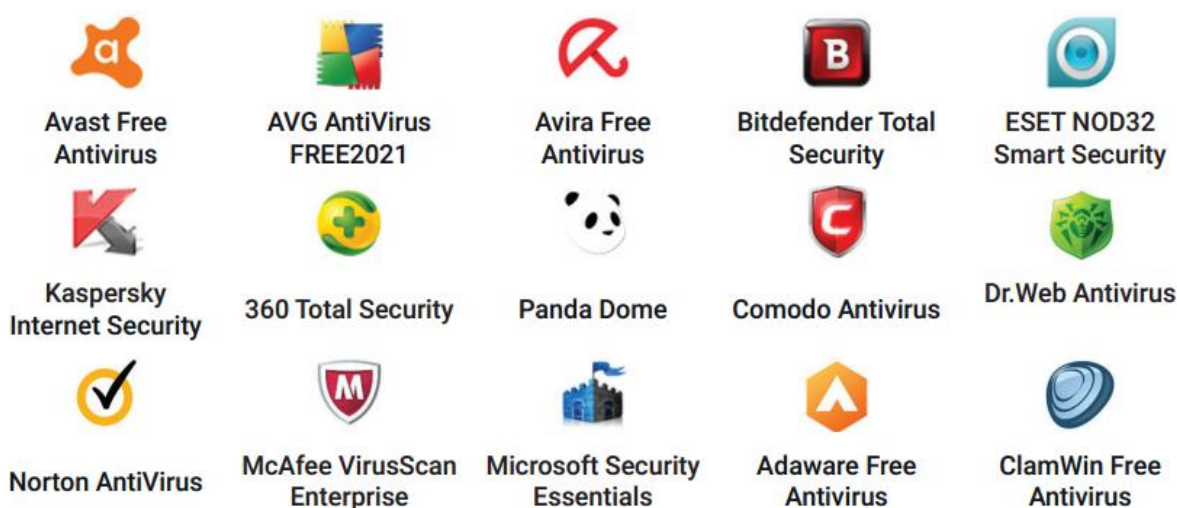 a
B
Avast Free
Antivirus
AVG AntiVirus
FREE2021
Avira Free
Antivirus
Bitdefender Total
Security
ESET NOD32
Smart Security
K
C
Kaspersky
Internet Security
360 Total Security
Panda Dome
Comodo Antivirus
Dr.Web Antivirus
M
Norton AntiVirus
McAfee VirusScan
Enterprise
Microsoft Security
Essentials
Adaware Free
Antivirus
ClamWin Free
Antivirus